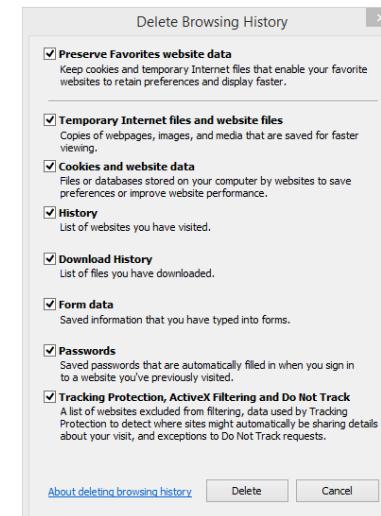 Delete Browsing History
Preserve Favorites website data
Keep cookies and temporary Internet files that enable your favorite
websites to retain preferences and display faster.
Temporary Internet files and website files
Copies of webpages, images, and media that are saved for faster
viewing.
Cookies and website data
Files or databases stored on your computer by websites to save
preferences or improve website performance.
History
List of websites you have visited.
Download History
List of files you have downloaded.
Form data
Saved information that you have typed into forms.
Passwords
Saved passwords that are automatically filled in when you sign in
to a website you've previously visited.
Tracking Protection, ActiveX Filtering and Do Not Track
A list of websites excluded from filtering, data used by Tracking
Protection to detect where sites might automatically be sharing details
about your visit, and exceptions to Do Not Track requests.
About deleting browsing history Delete Cancel